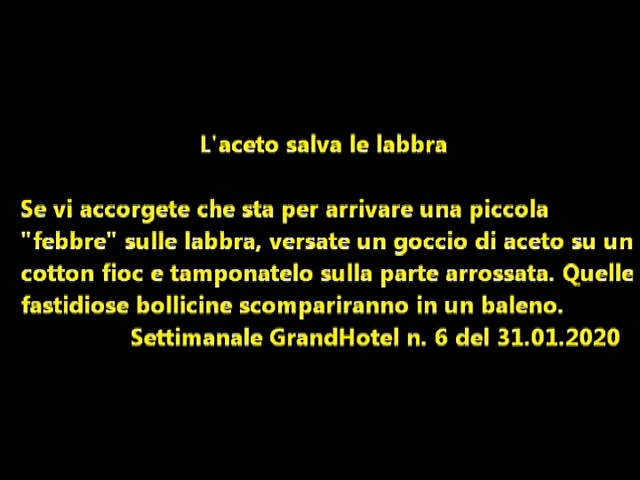 L'aceto salva le labbra
Se vi accorgete che sta per arrivare una piccola
"febbre" sulle labbra, versate un goccio di aceto su un
cotton fioc e tamponatelo sulla parte arrossata. Quelle
fastidiose bollicine scompariranno in un baleno.
Settimanale GrandHotel n. 6 del 31.01.2020